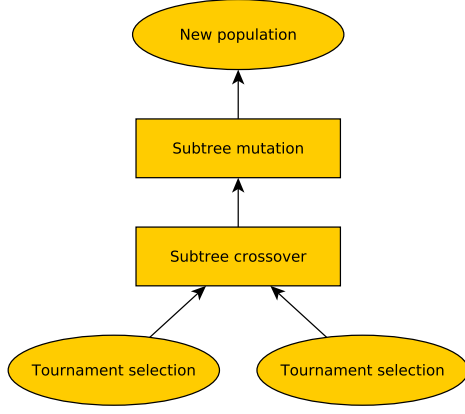 New population
Subtree mutation
Subtree crossover
Tournament selection
Tournament selection